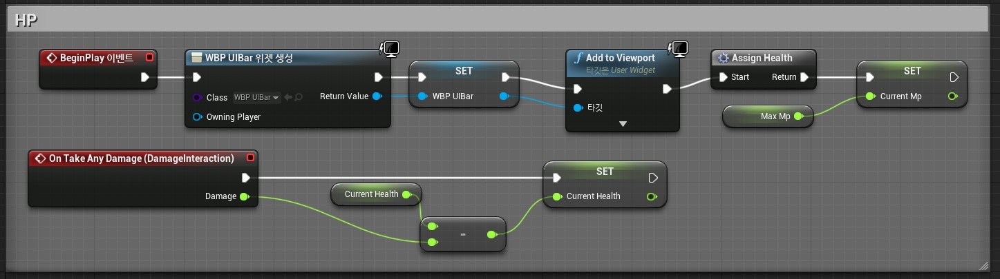 HP
BeginPlay 이벤트
WBP UIBar 위젯 생성
Class WBP UIBar
Return Value
Owning Player
SET
WBP UIBar
f Add to Viewport
타깃은 User Widget
타깃
Assign Health
Start Return
Max Mp
SET
Current Mp
On Take Any Damage (DamageInteraction)
Damage
Current Health
-
SET
Current Health